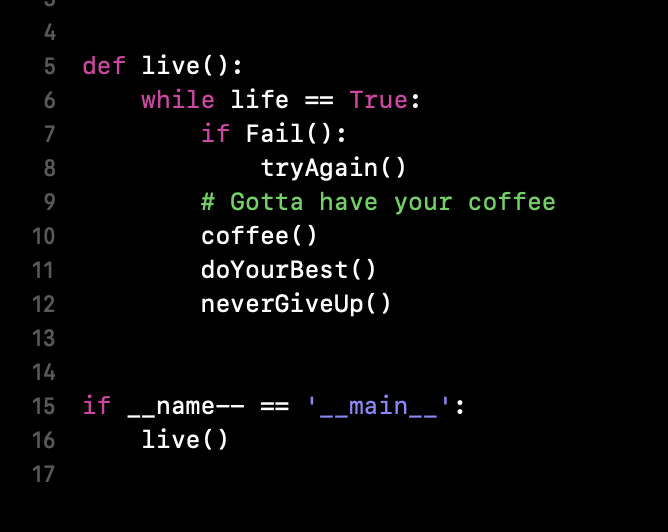 4
5 def live():
6     while life == True:
7         if Fail():
8             tryAgain()
9         # Gotta have your coffee
10         coffee()
11         doYourBest()
12         neverGiveUp()
13
14
15 if __name-- == '__main__':
16     live()
17